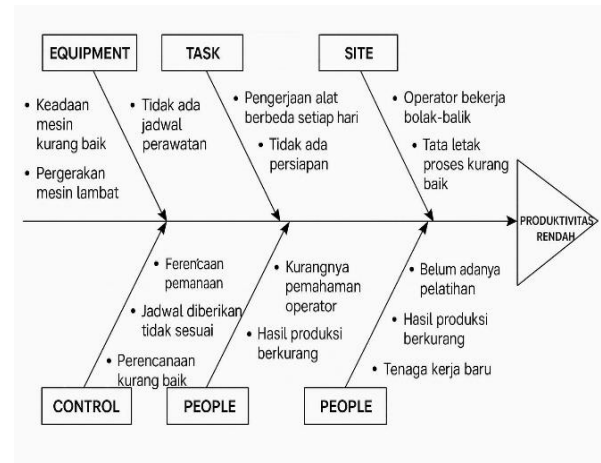 EQUIPMENT
TASK
SITE
• Keadaan
mesin
kurang baik
• Pergerakan
mesin lambat
• Tidak ada
jadwal
perawatan
• Pengerjaan alat
berbeda setiap hari
• Tidak ada
persiapan
• Operator bekerja
bolak-balik
• Tata letak
proses kurang
baik
PRODUKTIVITAS
RENDAH
• Ferencaan
pemanaan
• Jadwal diberikan
tidak sesuai
• Perencanaan
kurang baik
• Kurangnya
pemahaman
operator
• Hasil produksi
berkurang
• Belum adanya
pelatihan
• Hasil produksi
berkurang
• Tenaga kerja baru
CONTROL
PEOPLE
PEOPLE